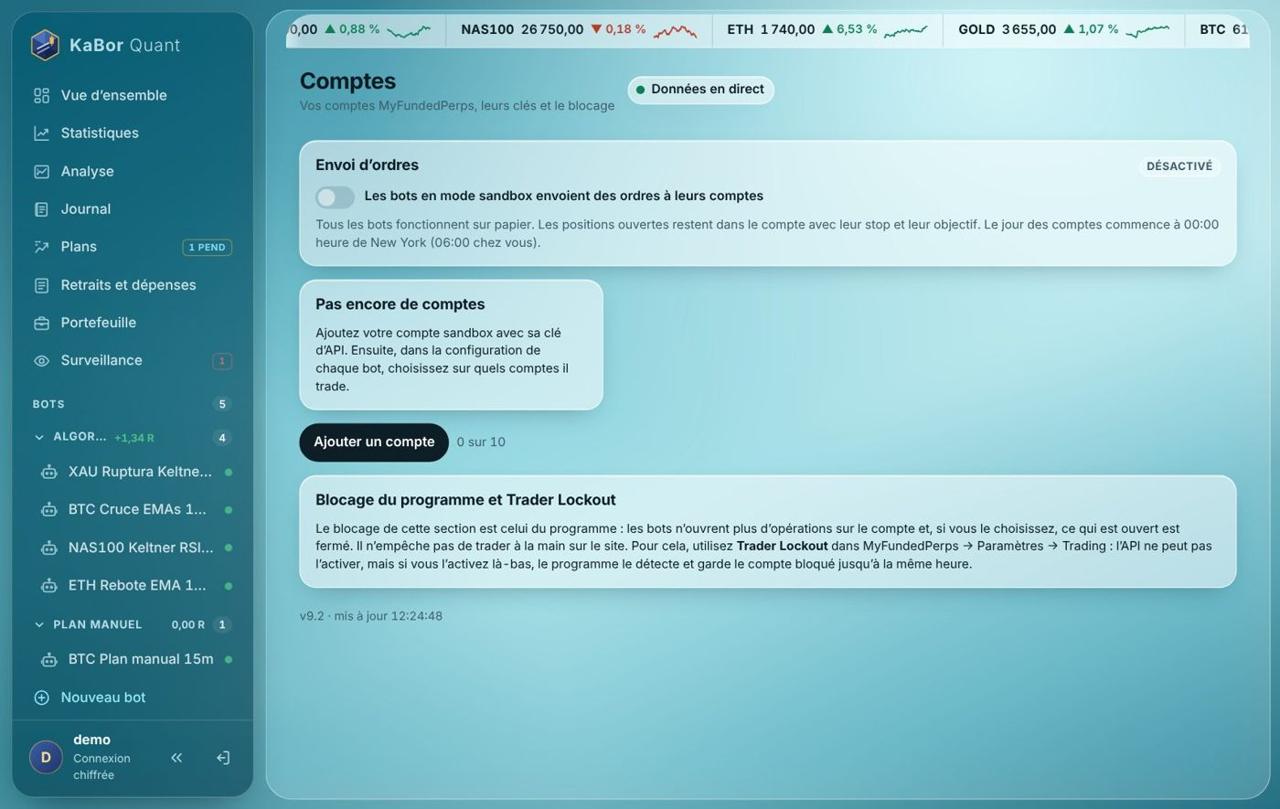 KaBor Quant
Vue d'ensemble
Statistiques
Analyse
Journal
Plans 1 PEND
Retraits et dépenses
Portefeuille
Surveillance 1
BOTS 5
ALGOR... +1,34 R 4
XAU Ruptura Keltne...
BTC Cruce EMAs 1...
NAS100 Keltner RSI...
ETH Rebote EMA 1...
PLAN MANUEL 0,00 R 1
BTC Plan manual 15m
Nouveau bot
D
demo
Connexion
chiffrée
0,00 ▲ 0,88 % NAS100 26 750,00 ▼ 0,18 % ETH 1 740,00 ▲ 6,53 % GOLD 3 655,00 ▲ 1,07 % BTC 61
Comptes
Vos comptes MyFundedPerps, leurs clés et le blocage
Données en direct
Envoi d'ordres
DÉSACTIVÉ
Les bots en mode sandbox envoient des ordres à leurs comptes
Tous les bots fonctionnent sur papier. Les positions ouvertes restent dans le compte avec leur stop et leur objectif. Le jour des comptes commence à 00:00
heure de New York (06:00 chez vous).
Pas encore de comptes
Ajoutez votre compte sandbox avec sa clé
d'API. Ensuite, dans la configuration de
chaque bot, choisissez sur quels comptes il
trade.
Ajouter un compte 0 sur 10
Blocage du programme et Trader Lockout
Le blocage de cette section est celui du programme : les bots n'ouvrent plus d'opérations sur le compte et, si vous le choisissez, ce qui est ouvert est
fermé. Il n'empêche pas de trader à la main sur le site. Pour cela, utilisez Trader Lockout dans MyFundedPerps → Paramètres → Trading : l'API ne peut pas
l'activer, mais si vous l'activez là-bas, le programme le détecte et garde le compte bloqué jusqu'à la même heure.
v9.2 · mis à jour 12:24:48